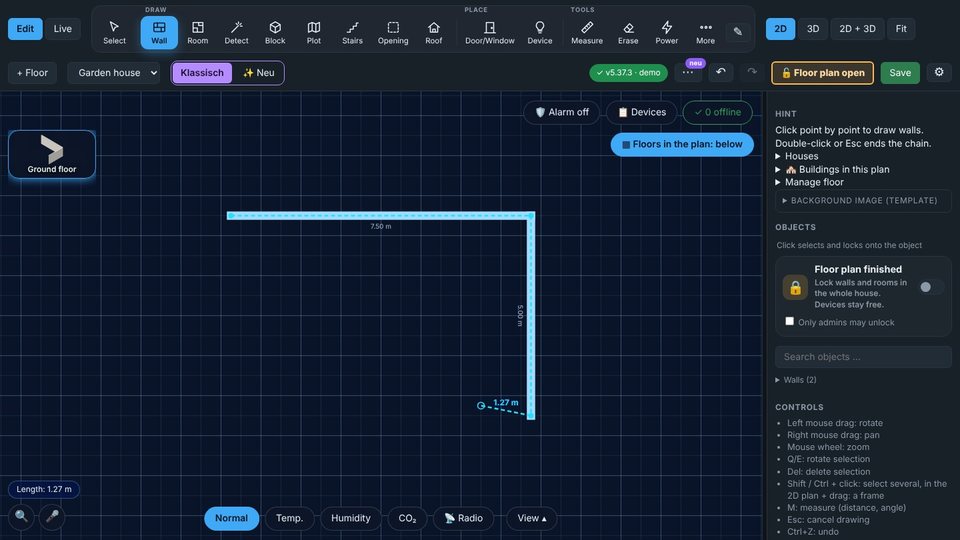 DRAW
PLACE
TOOLS
Edit
Live
Select
Wall
Room
Detect
Block
Plot
Stairs
Opening
Roof
Door/Window
Device
Measure
Erase
Power
More
2D
3D
2D + 3D
Fit
+ Floor
Garden house
Klassisch
✨ Neu
✓ v5.37.3 · demo
neu
🔓 Floor plan open
Save
🛡️ Alarm off
📋 Devices
✓ 0 offline
▦ Floors in the plan: below
Ground floor
7.50 m
5.00 m
1.27 m
Length: 1.27 m
Normal
Temp.
Humidity
CO₂
📡 Radio
View ▴
HINT
Click point by point to draw walls.
Double-click or Esc ends the chain.
▶ Houses
▶ 🏘️ Buildings in this plan
▶ Manage floor
▶ BACKGROUND IMAGE (TEMPLATE)
OBJECTS
Click selects and locks onto the object
Floor plan finished
Lock walls and rooms in
the whole house.
Devices stay free.
Only admins may unlock
Search objects ...
▶ Walls (2)
CONTROLS
• Left mouse drag: rotate
• Right mouse drag: pan
• Mouse wheel: zoom
• Q/E: rotate selection
• Del: delete selection
• Shift / Ctrl + click: select several, in the
2D plan + drag: a frame
• M: measure (distance, angle)
• Esc: cancel drawing
• Ctrl+Z: undo